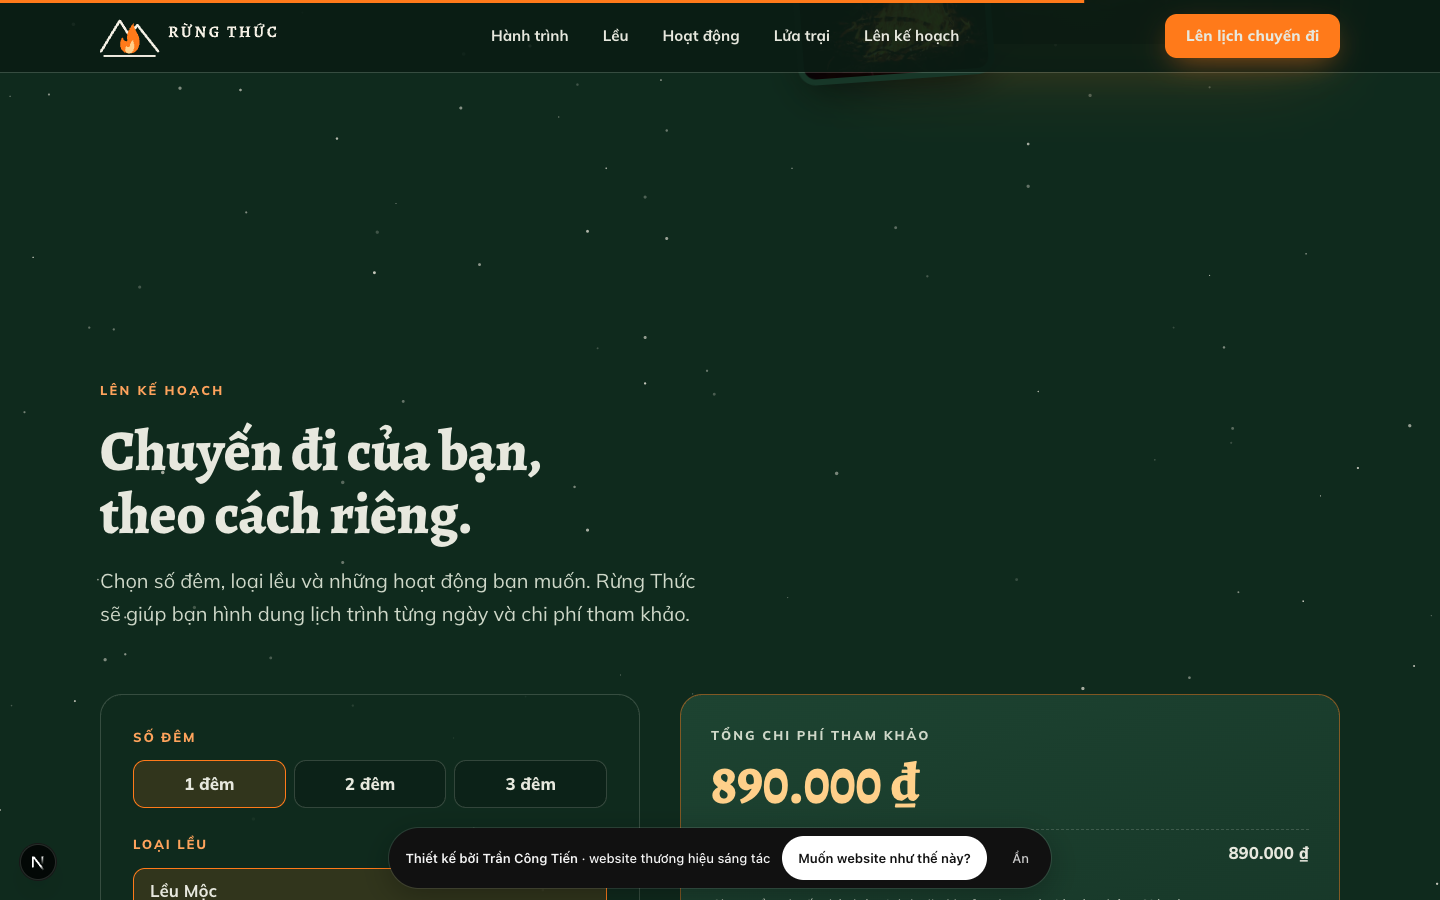 RỪNG THỨC
Hành trình
Lều
Hoạt động
Lửa trại
Lên kế hoạch
Lên lịch chuyến đi
LÊN KẾ HOẠCH
Chuyến đi của bạn,
theo cách riêng.
Chọn số đêm, loại lều và những hoạt động bạn muốn. Rừng Thức
sẽ giúp bạn hình dung lịch trình từng ngày và chi phí tham khảo.
SỐ ĐÊM
1 đêm
2 đêm
3 đêm
LOẠI LỀU
Lều Mộc
TỔNG CHI PHÍ THAM KHẢO
890.000 ₫
890.000 ₫
Thiết kế bởi Trần Công Tiến · website thương hiệu sáng tác
Muốn website như thế này?
Ẩn
N